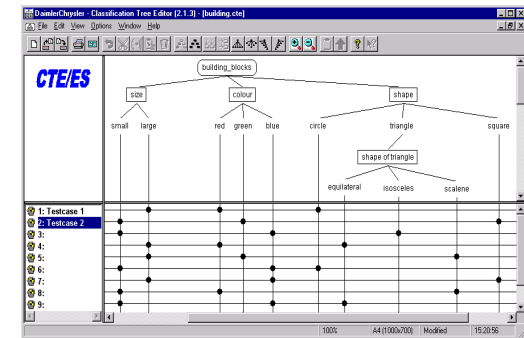 DaimlerChrysler - Classification Tree Editor [2.1.3] - [building.cte]
File Edit View Options Window Help
CTE/ES
building_blocks
size colour shape
small large red green blue circle triangle square
shape of triangle
equilateral isosceles scalene
1: Testcase 1
2: Testcase 2
3:
4:
5:
6:
7:
8:
9:
100% A4 (1000x700) Modified 15:20:56